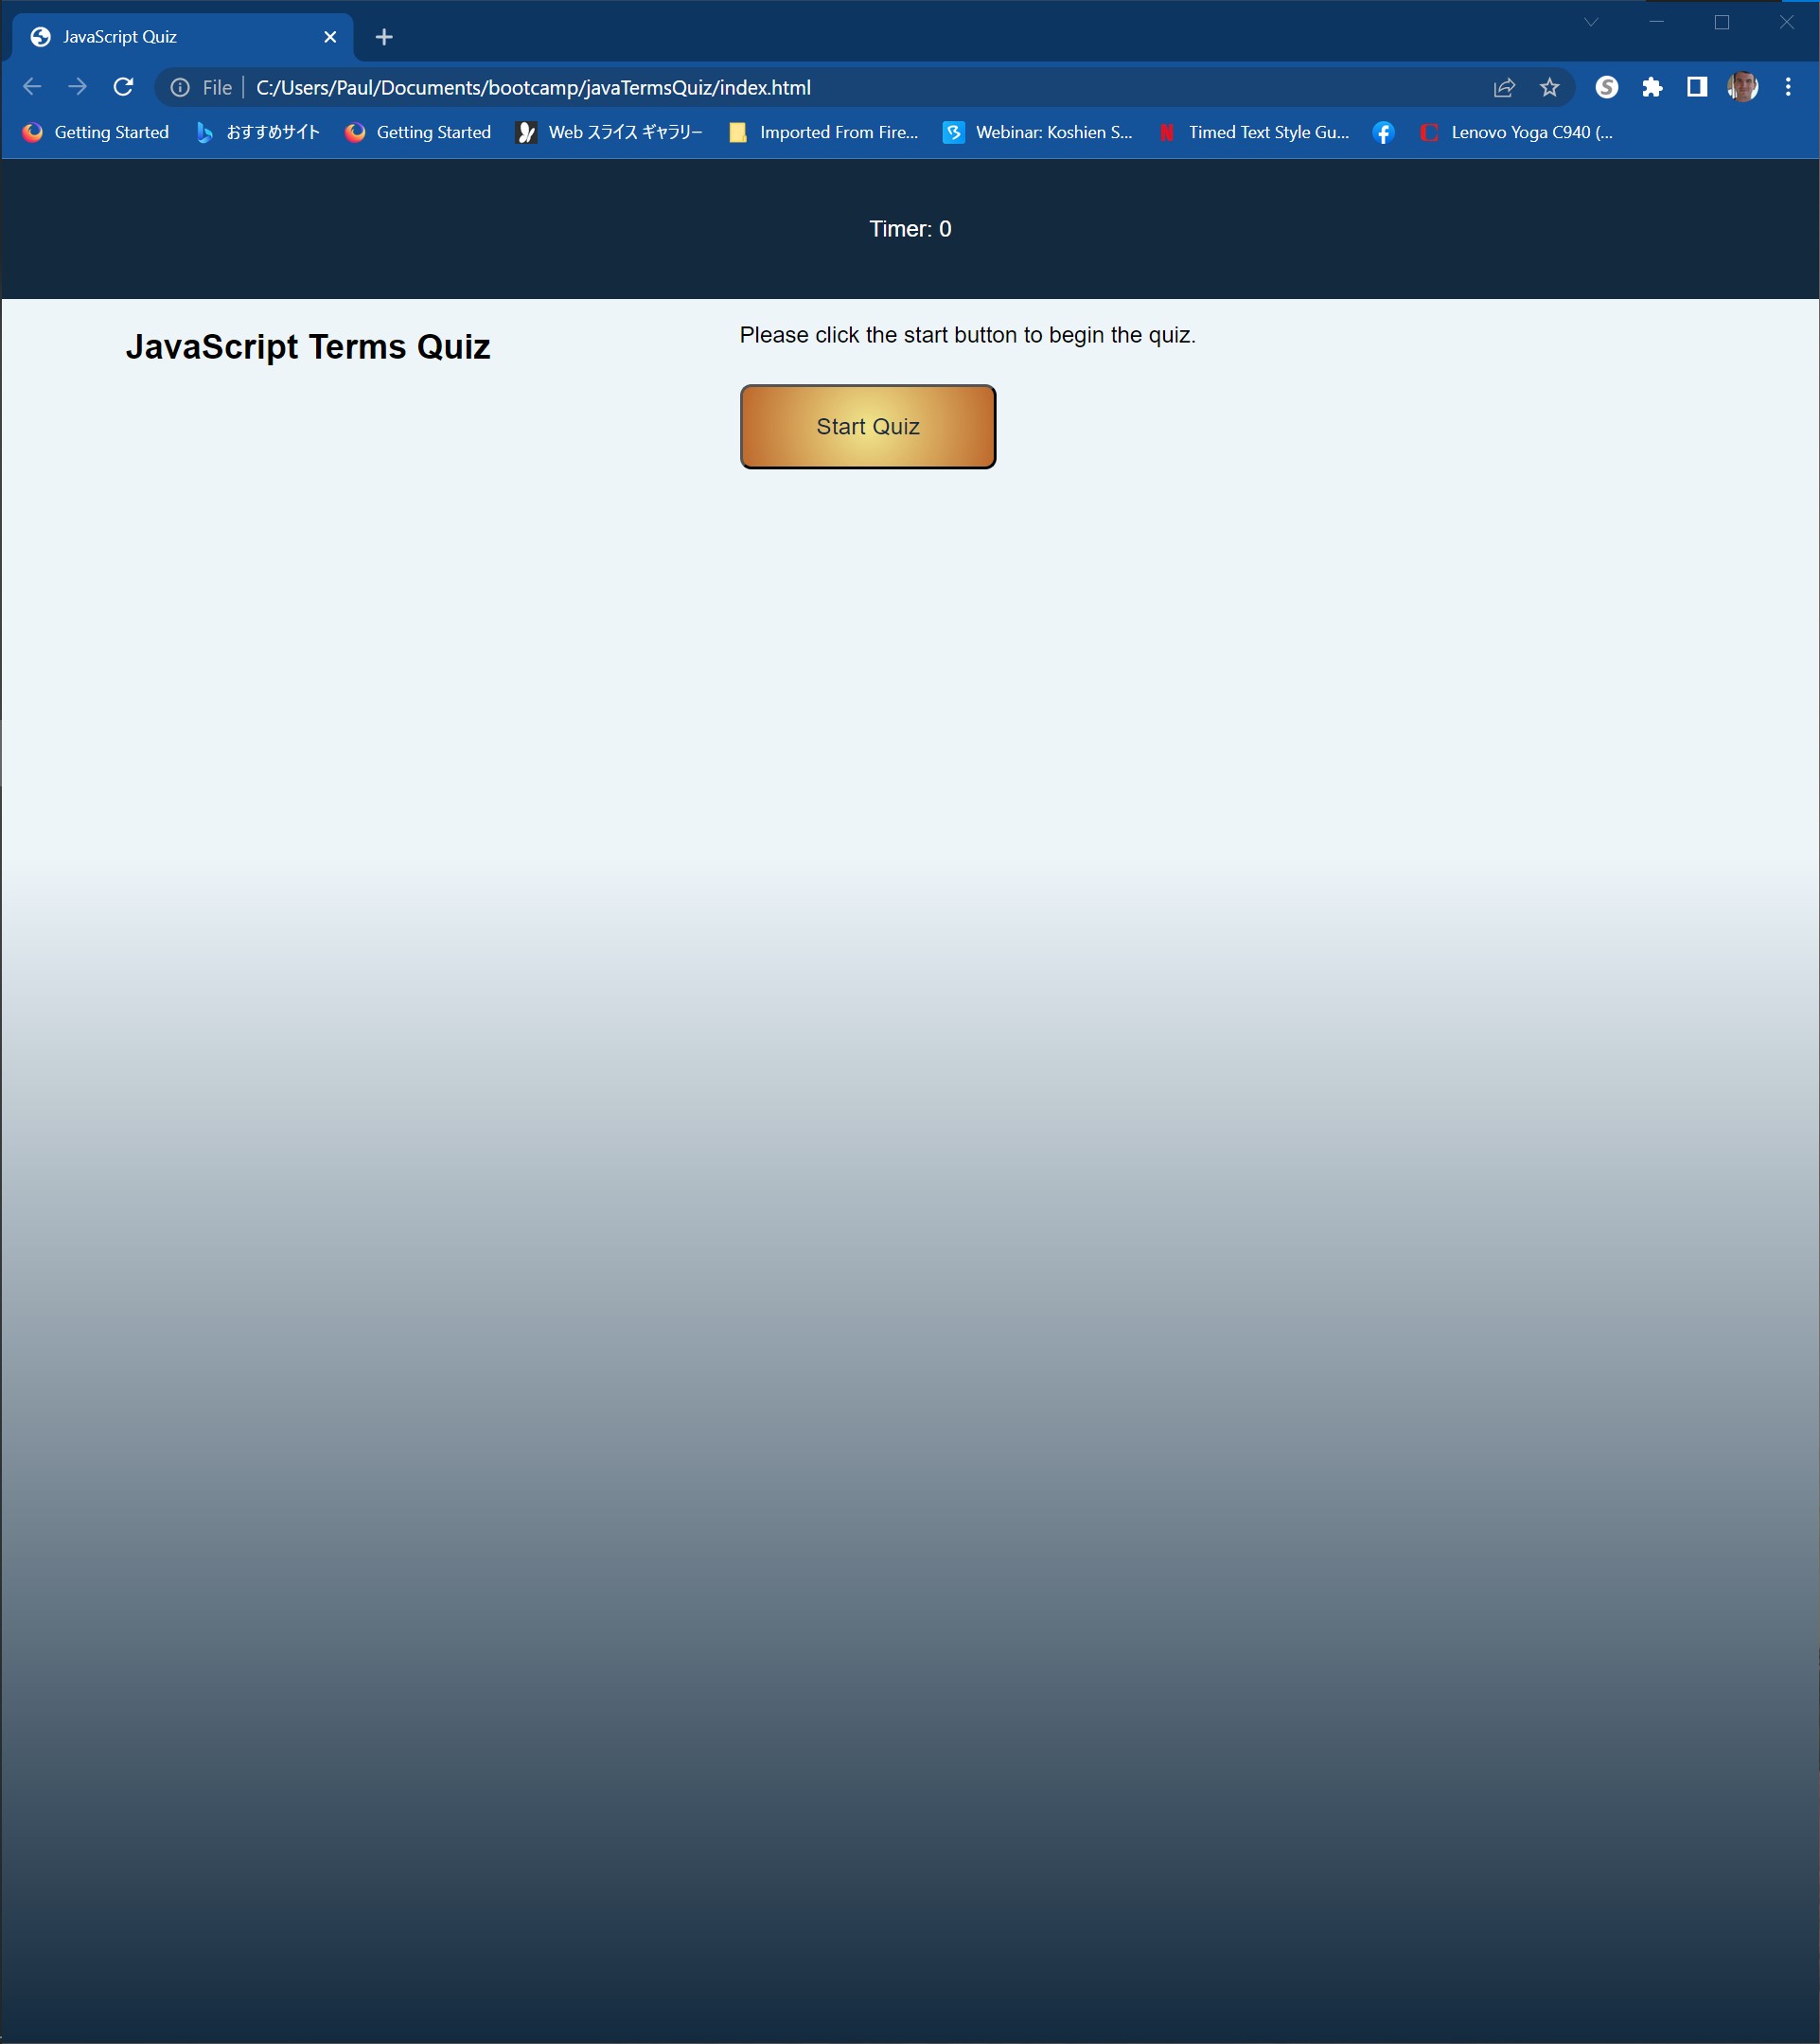 JavaScript Quiz
File C:/Users/Paul/Documents/bootcamp/javaTermsQuiz/index.html
Getting Started おすすめサイト Getting Started Web スライス ギャラリー Imported From Fire... Webinar: Koshien S... Timed Text Style Gu... Lenovo Yoga C940 (...
Timer: 0
JavaScript Terms Quiz
Please click the start button to begin the quiz.
Start Quiz